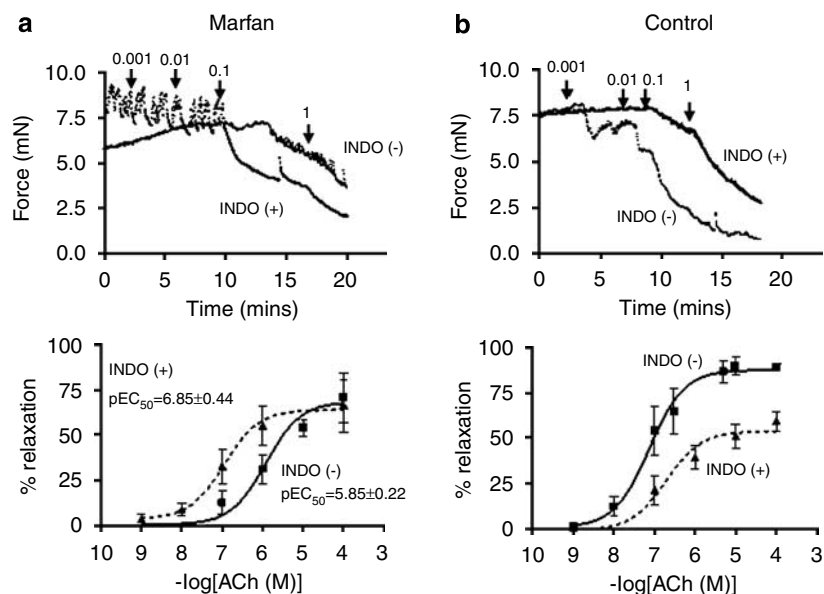 a
Marfan
0.001
0.01
0.1
1
10.0
7.5
5.0
2.5
0.0
Force (mN)
INDO (-)
INDO (+)
0 5 10 15 20
Time (mins)
b
Control
0.001
0.01 0.1
1
10.0
7.5
5.0
2.5
0.0
Force (mN)
INDO (+)
INDO (-)
0 5 10 15 20
Time (mins)
100
75
50
25
0
% relaxation
INDO (+)
pEC50=6.85±0.44
INDO (-)
pEC50=5.85±0.22
10 9 8 7 6 5 4 3
-log[ACh (M)]
100
75
50
25
0
% relaxation
INDO (-)
INDO (+)
10 9 8 7 6 5 4 3
-log[ACh (M)]